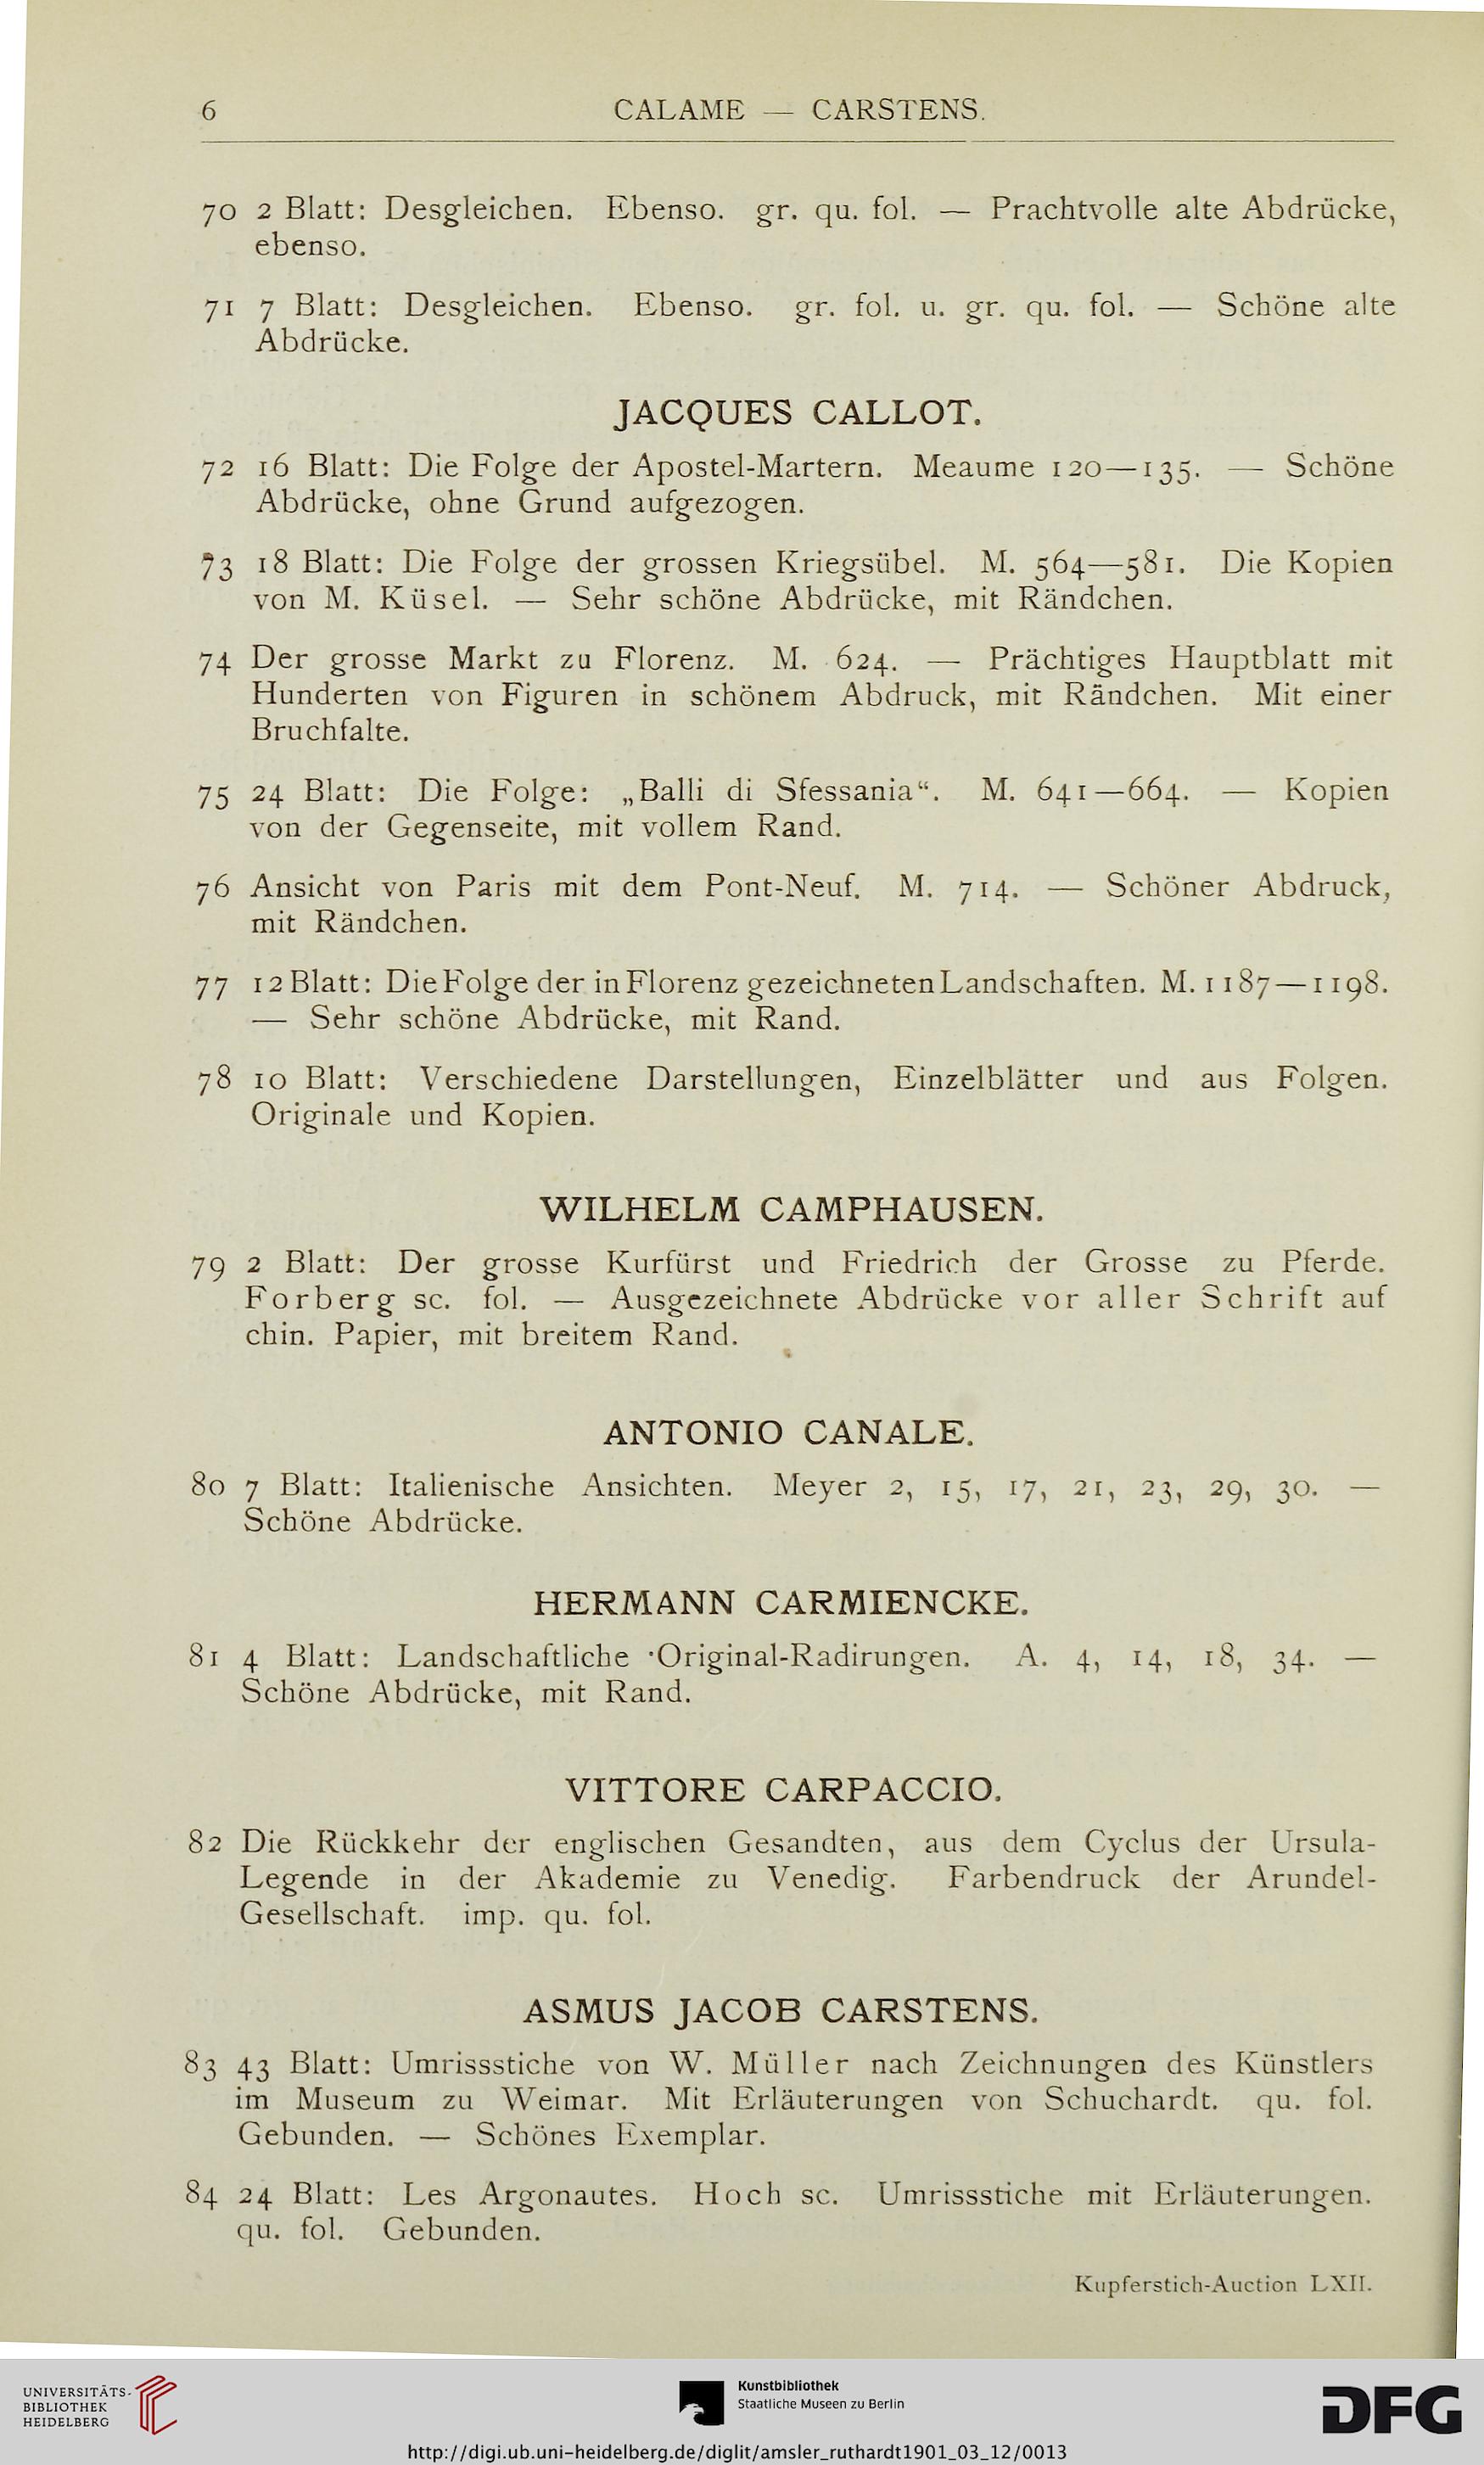 6 CALAME — CARSTENS.
70 2 Blatt: Desgleichen. Ebenso. gr. qu. fol. — Prachtvolle alte Abdrücke,
ebenso.
71 7 Blatt: Desgleichen. Ebenso. gr. fol. u. gr. qu. fol. — Schöne alte
Abdrücke.
JACQUES CALLOT.
72 16 Blatt: Die Folge der Apostel-Martern. Meaume 120—135. — Schöne
Abdrücke, ohne Grund aufgezogen.
73 18 Blatt: Die Folge der grossen Kriegsübel. M. 564—581. Die Kopien
von M. Küsel. — Sehr schöne Abdrücke, mit Rändchen.
74 Der grosse Markt zu Florenz. M. 624. — Prächtiges Hauptblatt mit
Hunderten von Figuren in schönem Abdruck, mit Rändchen. Mit einer
Bruchfalte.
75 24 Blatt: Die Folge: „Balli di Sfessania“. M. 641—664. — Kopien
von der Gegenseite, mit vollem Rand.
76 Ansicht von Paris mit dem Pont-Neuf. M. 714. — Schöner Abdruck,
mit Rändchen.
77 12 Blatt: Die Folge der in Florenz gezeichneten Landschaften. M. 1187—1198.
— Sehr schöne Abdrücke, mit Rand.
78 10 Blatt: Verschiedene Darstellungen, Einzelblätter und aus Folgen.
Originale und Kopien.
WILHELM CAMPHAUSEN.
79 2 Blatt: Der grosse Kurfürst und Friedrich der Grosse zu Pferde.
Forberg sc. fol. — Ausgezeichnete Abdrücke vor aller Schrift auf
chin. Papier, mit breitem Rand.
ANTONIO CANALE.
80 7 Blatt: Italienische Ansichten. Meyer 2, 15, 17, 21, 23, 29, 30. —
Schöne Abdrücke.
HERMANN CARMIENCKE.
81 4 Blatt: Landschaftliche Original-Radirungen. A. 4, 14, 18, 34. —
Schöne Abdrücke, mit Rand.
VITTORE CARPACCIO.
82 Die Rückkehr der englischen Gesandten, aus dem Cyclus der Ursula-
Legende in der Akademie zu Venedig. Farbendruck der Arundel-
Gesellschaft. imp. qu. fol.
ASMUS JACOB CARSTENS.
83 43 Blatt: Umrissstiche von W. Müller nach Zeichnungen des Künstlers
im Museum zu Weimar. Mit Erläuterungen von Schuchardt. qu. fol.
Gebunden. — Schönes Exemplar.
84 24 Blatt: Les Argonautes. Hoch sc. Umrissstiche mit Erläuterungen.
qu. fol. Gebunden.
Kupferstich-Auction LXII.
UNIVERSITÄTS-
BIBLIOTHEK
HEIDELBERG
Kunstbibliothek
Staatliche Museen zu Berlin
DFG
http://digi.ub.uni-heidelberg.de/diglit/amsler_ruthardt1901_03_12/0013